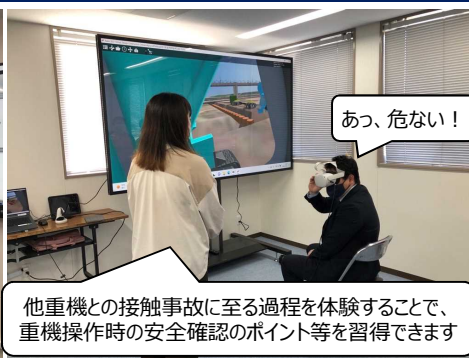 あっ、危ない！
他重機との接触事故に至る過程を体験することで、
重機操作時の安全確認のポイント等を習得できます